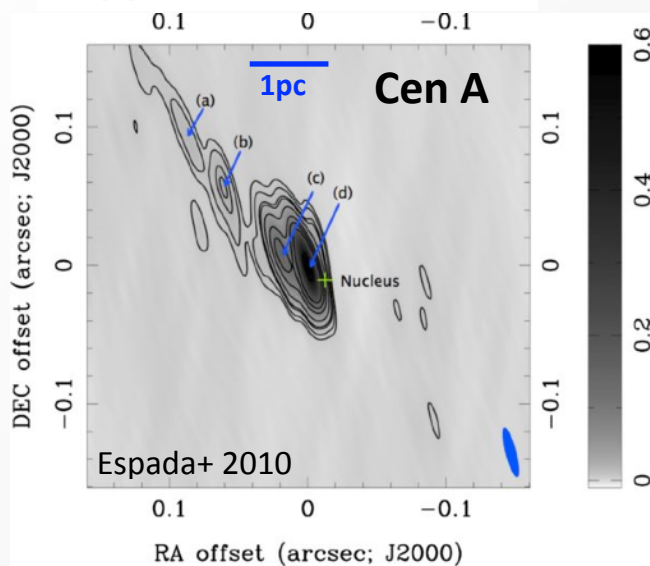 0.1 0 -0.1
1pc
Cen A
0.6
(a)
(b)
(c)
(d)
0.1 0.1
0.4
0 0
Nucleus
0.2
-0.1 -0.1
0
Espada+ 2010
0.1 0 -0.1
DEC offset (arcsec; J2000)
RA offset (arcsec; J2000)